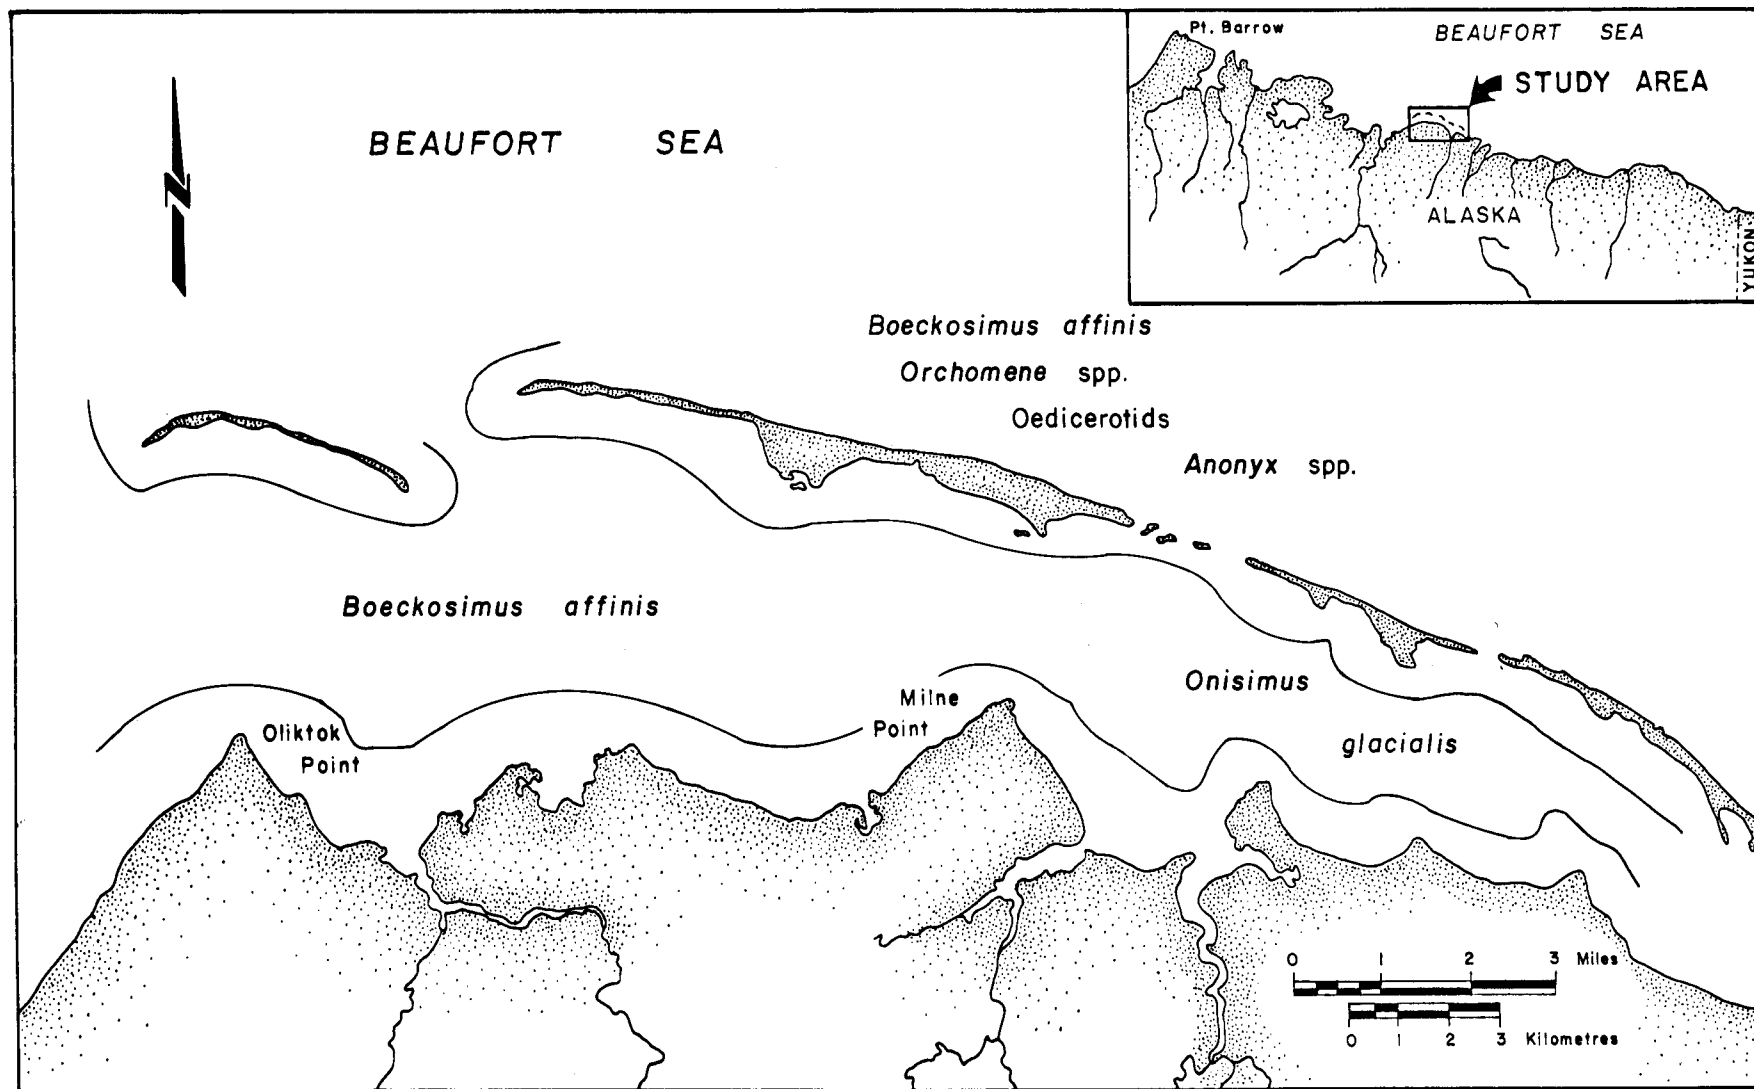 Pt. Barrow
BEAUFORT SEA
STUDY AREA
ALASKA
YUKON
N
BEAUFORT SEA
Boeckosimus affinis
Orchomene spp.
Oedicerotids
Anonyx spp.
Boeckosimus affinis
Onisimus
glacialis
Milne
Point
Oliktok
Point
0 1 2 3 Miles
0 1 2 3 Kilometres